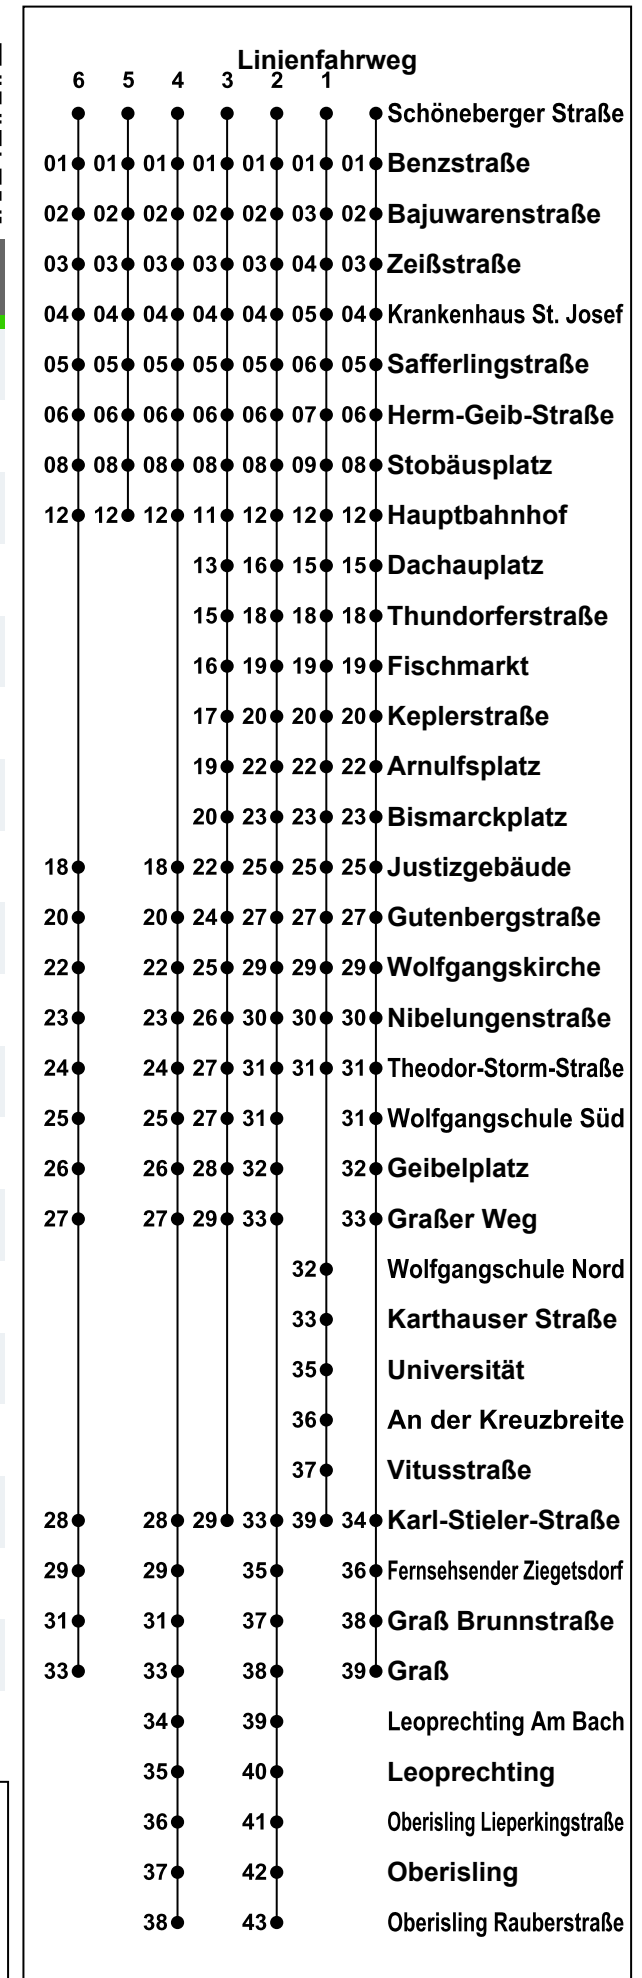 Linienfahrweg
6 5 4 3 2 1
Schöneberger Straße
01 01 01 01 01 01 01 Benzstraße
02 02 02 02 02 03 02 Bajuwarenstraße
03 03 03 03 03 04 03 Zeißstraße
04 04 04 04 04 05 04 Krankenhaus St. Josef
05 05 05 05 05 06 05 Safferlingstraße
06 06 06 06 06 07 06 Herm-Geib-Straße
08 08 08 08 08 09 08 Stobäusplatz
12 12 12 11 12 12 12 Hauptbahnhof
13 16 15 15 Dachauplatz
15 18 18 18 Thundorferstraße
16 19 19 19 Fischmarkt
17 20 20 20 Keplerstraße
19 22 22 22 Arnulfsplatz
20 23 23 23 Bismarckplatz
18 18 22 25 25 25 Justizgebäude
20 20 24 27 27 27 Gutenbergstraße
22 22 25 29 29 29 Wolfgangskirche
23 23 26 30 30 30 Nibelungenstraße
24 24 27 31 31 31 Theodor-Storm-Straße
25 25 27 31 31 Wolfgangschule Süd
26 26 28 32 32 Geibelplatz
27 27 29 33 33 Graßer Weg
32 Wolfgangschule Nord
33 Karthauser Straße
35 Universität
36 An der Kreuzbreite
37 Vitusstraße
28 28 29 33 39 34 Karl-Stieler-Straße
29 29 35 36 Fernsehsender Ziegetsdorf
31 31 37 38 Graß Brunnstraße
33 33 38 39 Graß
34 39 Leoprechting Am Bach
35 40 Leoprechting
36 41 Oberisling Lieperkingstraße
37 42 Oberisling
38 43 Oberisling Rauberstraße